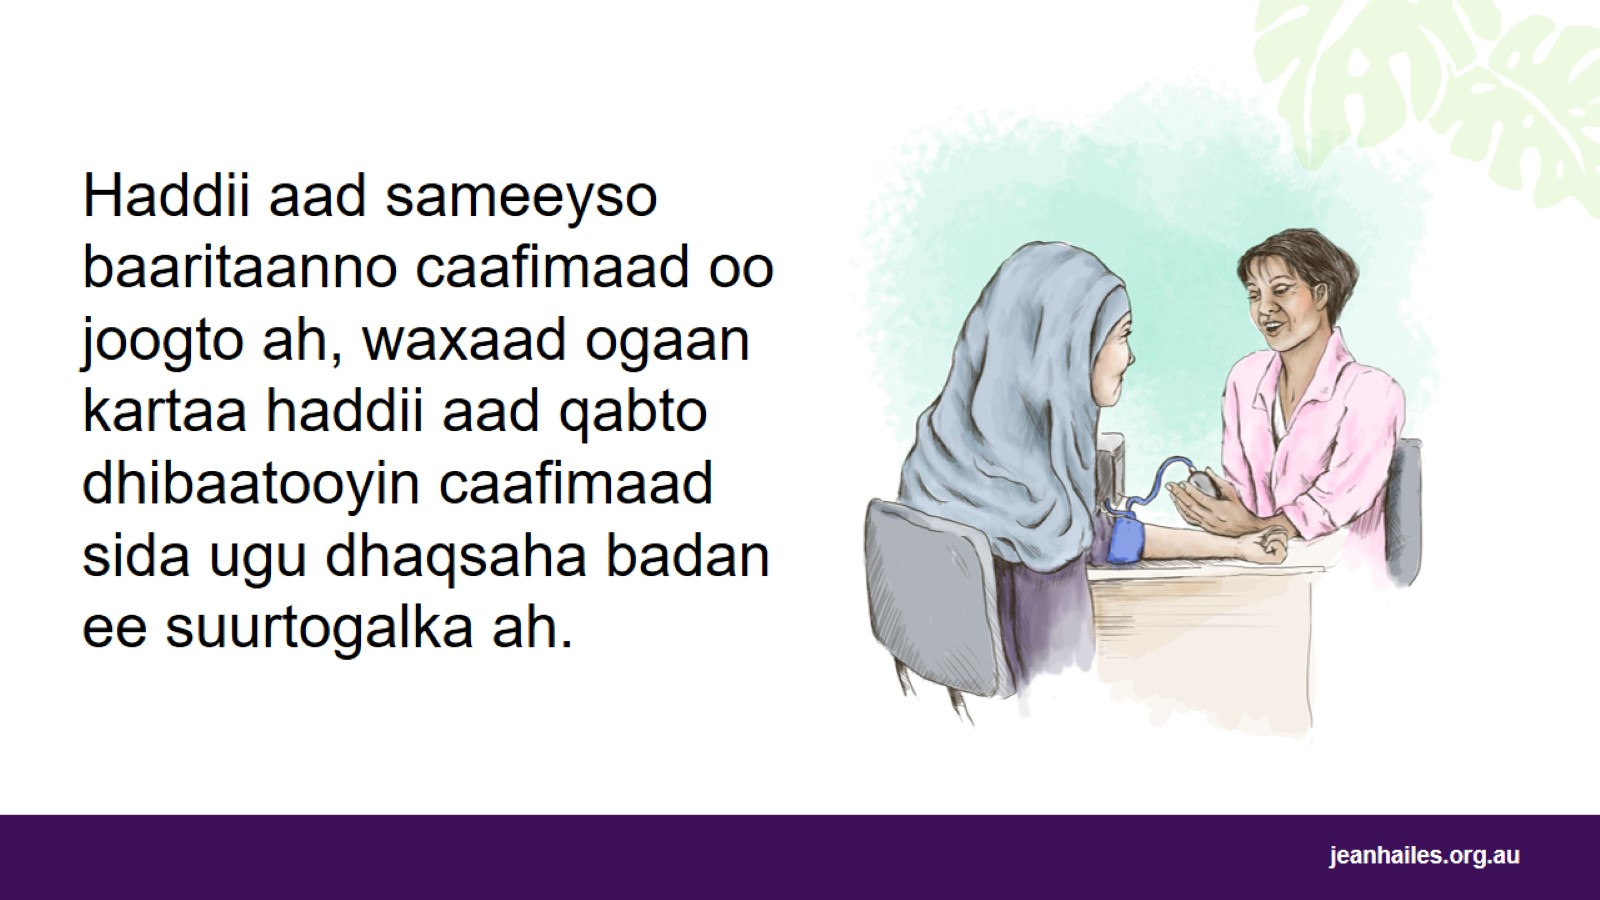 Haddii aad sameeyso
baaritaanno caafimaad oo
joogto ah, waxaad ogaan
kartaa haddii aad qabto
dhibaatooyin caafimaad
sida ugu dhaqsaha badan
ee suurtogalka ah.
jeanhailes.org.au